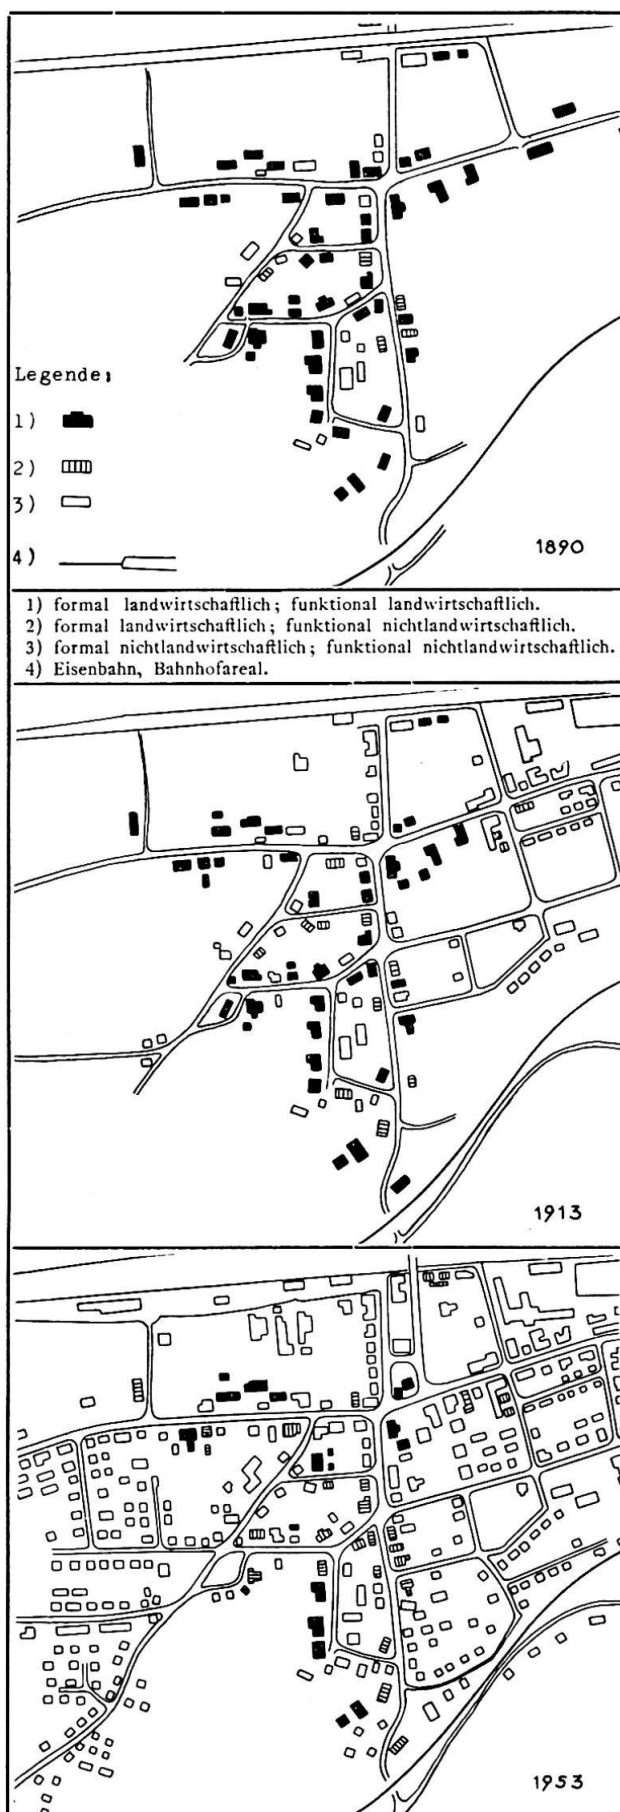 Legende:
1)
2)
3)
4)
1890
1) formal landwirtschaftlich; funktional landwirtschaftlich.
2) formal landwirtschaftlich; funktional nichtlandwirtschaftlich.
3) formal nichtlandwirtschaftlich; funktional nichtlandwirtschaftlich.
4) Eisenbahn, Bahnhofareal.
1913
1953